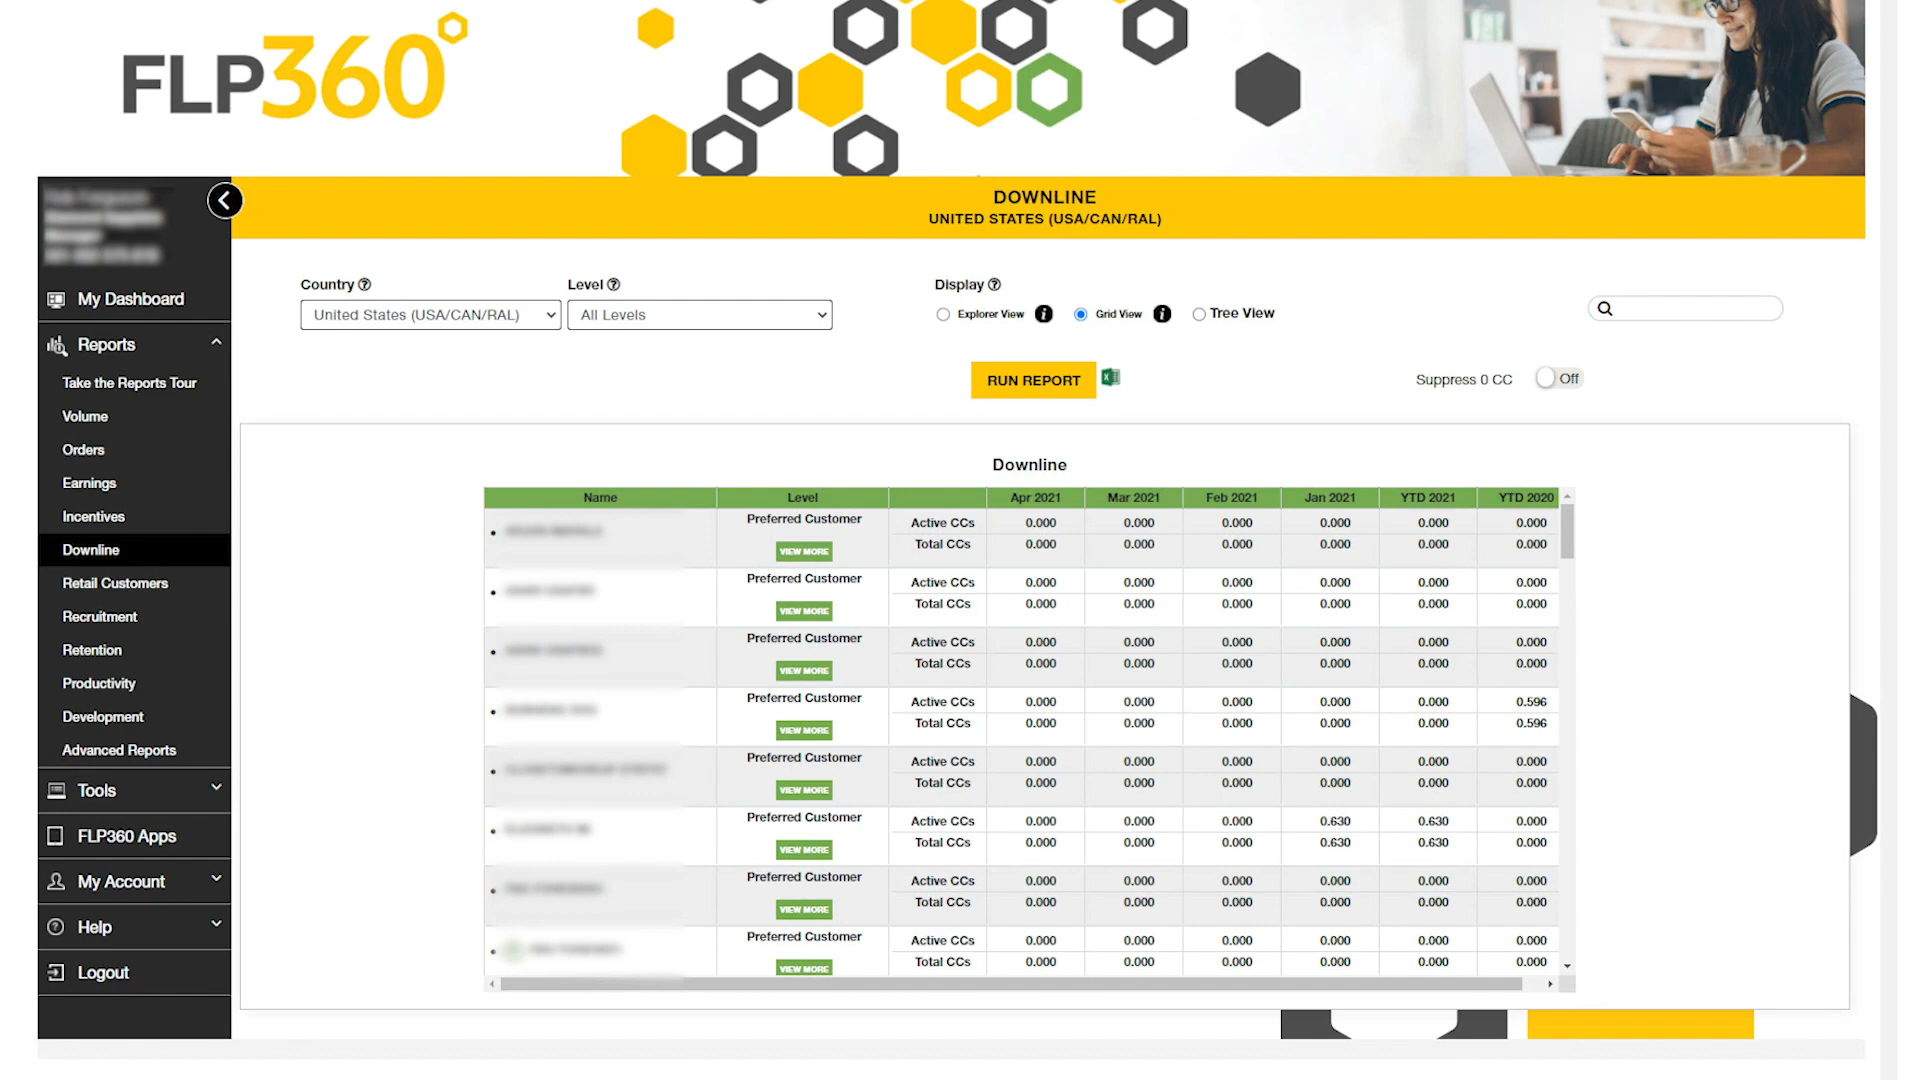 FLP360°
DOWNLINE
UNITED STATES (USA/CAN/RAL)
My Dashboard
Reports
Take the Reports Tour
Volume
Orders
Earnings
Incentives
Downline
Retail Customers
Recruitment
Retention
Productivity
Development
Advanced Reports
Tools
FLP360 Apps
My Account
Help
Logout
Country ? Level ? Display ?
United States (USA/CAN/RAL) All Levels Explorer View i Grid View i Tree View
RUN REPORT Suppress 0 CC Off
Downline
Name Level Apr 2021 Mar 2021 Feb 2021 Jan 2021 YTD 2021 YTD 2020
Preferred Customer Active CCs 0.000 0.000 0.000 0.000 0.000 0.000
VIEW MORE Total CCs 0.000 0.000 0.000 0.000 0.000 0.000
Preferred Customer Active CCs 0.000 0.000 0.000 0.000 0.000 0.000
VIEW MORE Total CCs 0.000 0.000 0.000 0.000 0.000 0.000
Preferred Customer Active CCs 0.000 0.000 0.000 0.000 0.000 0.000
VIEW MORE Total CCs 0.000 0.000 0.000 0.000 0.000 0.000
Preferred Customer Active CCs 0.000 0.000 0.000 0.000 0.000 0.596
VIEW MORE Total CCs 0.000 0.000 0.000 0.000 0.000 0.596
Preferred Customer Active CCs 0.000 0.000 0.000 0.000 0.000 0.000
VIEW MORE Total CCs 0.000 0.000 0.000 0.000 0.000 0.000
Preferred Customer Active CCs 0.000 0.000 0.000 0.630 0.630 0.000
VIEW MORE Total CCs 0.000 0.000 0.000 0.630 0.630 0.000
Preferred Customer Active CCs 0.000 0.000 0.000 0.000 0.000 0.000
VIEW MORE Total CCs 0.000 0.000 0.000 0.000 0.000 0.000
Preferred Customer Active CCs 0.000 0.000 0.000 0.000 0.000 0.000
VIEW MORE Total CCs 0.000 0.000 0.000 0.000 0.000 0.000